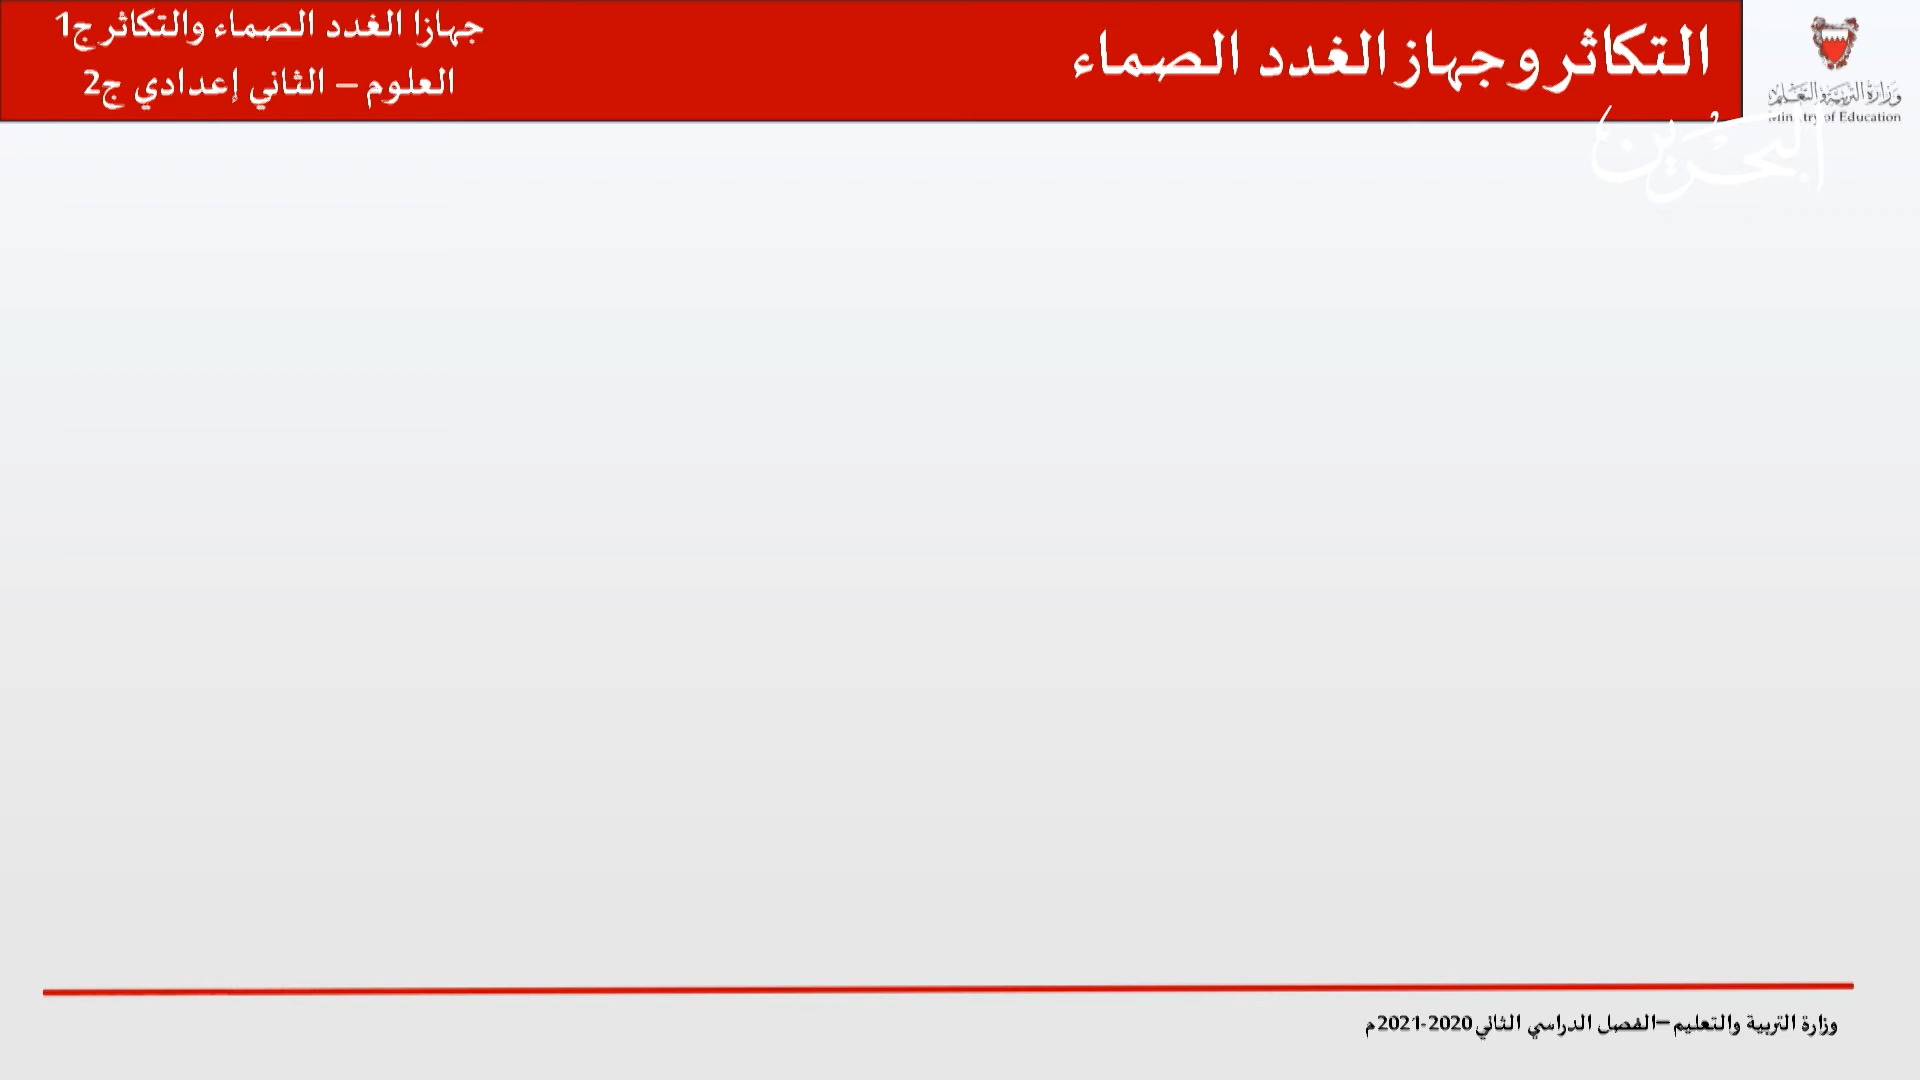 التكاثر وجهاز الغدد الصماء
جهازا الغدد الصماء والتكاثر ج1
العلوم – الثاني إعدادي ج2
وزارة التربية والتعليم
Ministry of Education
البحرين
وزارة التربية والتعليم –الفصل الدراسي الثاني 2020-2021م